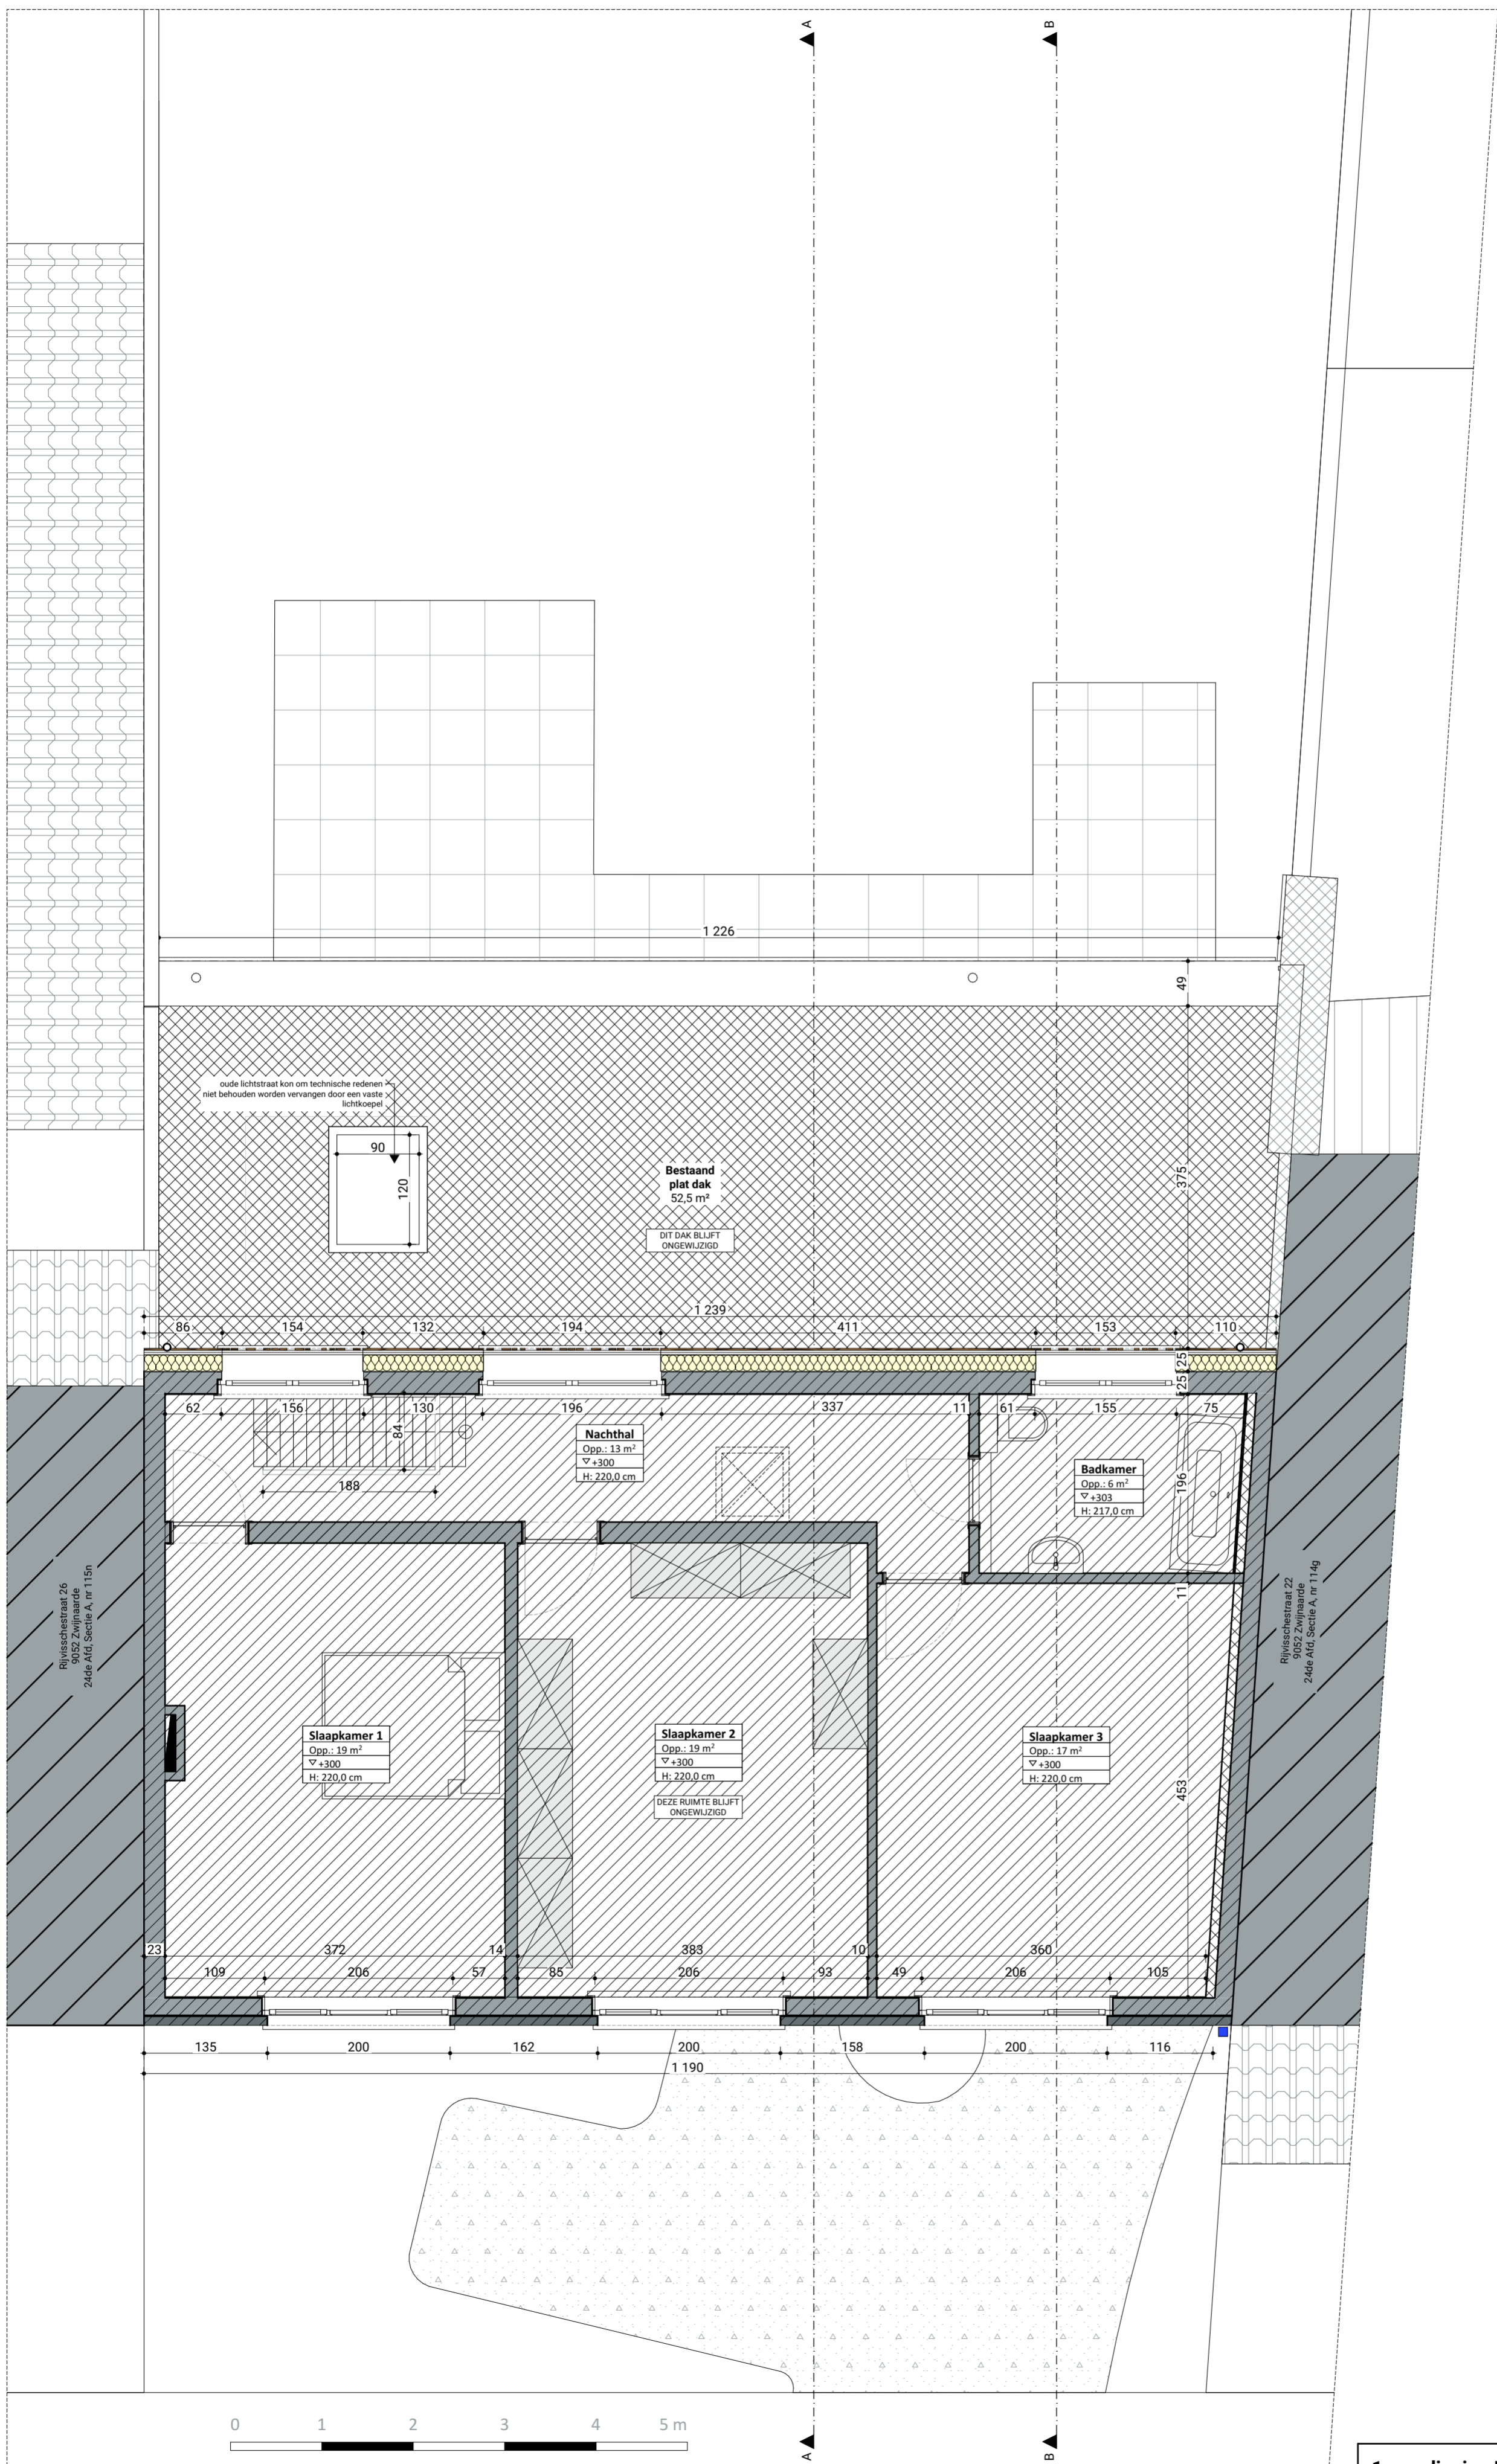 A
B
1 226
49
oude lichtstraat kon om technische redenen
niet behouden worden vervangen door een vaste
lichtkoepel
90
120
Bestaand
plat dak
52,5 m²
375
DIT DAK BLIJFT
ONGEWIJZIGD
1 239
86 154 132 194 411 153 110
25
25
62 156 130 196 337 11 61 155 75
84
188
Nachthal
Opp.: 13 m²
+300
H: 220,0 cm
Badkamer
Opp.: 6 m²
+303
H: 217,0 cm
196
11
Rijvisschestraat 26
9052 Zwijnaarde
24de Afd, Sectie A, nr 115n
Rijvisschestraat 22
9052 Zwijnaarde
24de Afd, Sectie A, nr 114g
Slaapkamer 1
Opp.: 19 m²
+300
H: 220,0 cm
Slaapkamer 2
Opp.: 19 m²
+300
H: 220,0 cm
DEZE RUIMTE BLIJFT
ONGEWIJZIGD
Slaapkamer 3
Opp.: 17 m²
+300
H: 220,0 cm
453
23 372 14 383 10 360
109 206 57 85 206 93 49 206 105
135 200 162 200 158 200 116
1 190
0 1 2 3 4 5 m
A
B